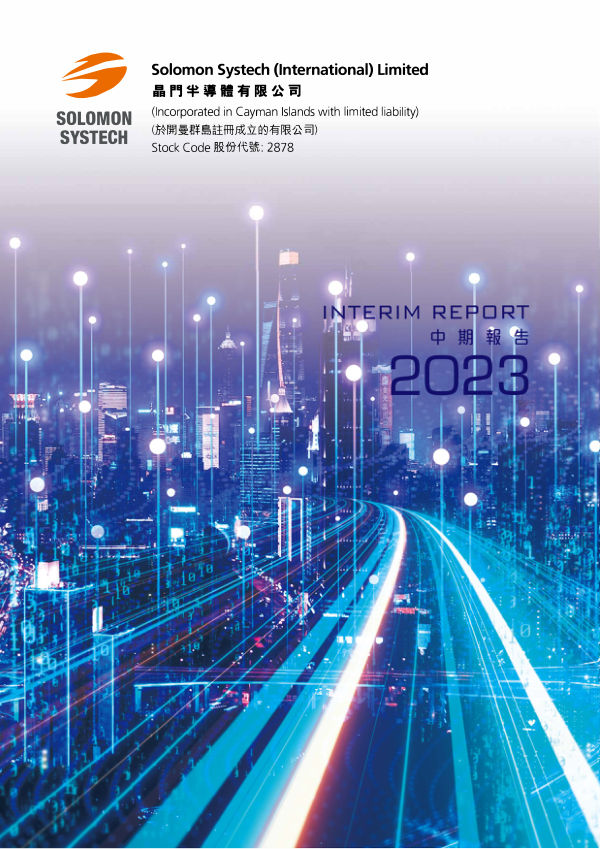 SOLOMON
SYSTECH
Solomon Systech (International) Limited
晶門半導體有限公司
(Incorporated in Cayman Islands with limited liability)
(於開曼群島註冊成立的有限公司)
Stock Code 股份代號: 2878
INTERIM REPORT
中期報告
2023